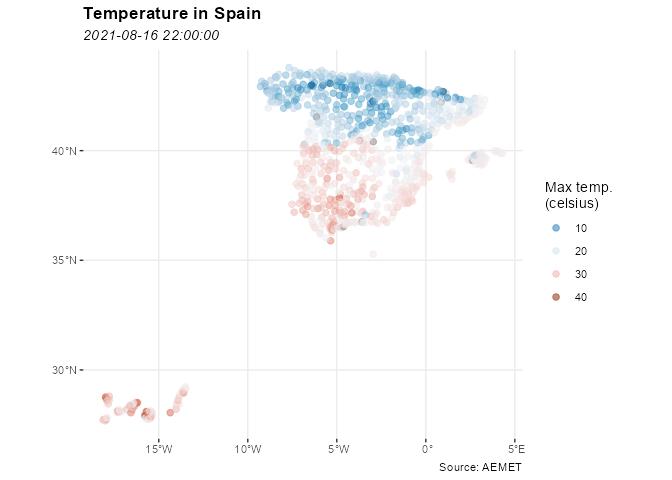 Temperature in Spain
2021-08-16 22:00:00
40°N
35°N
30°N
15°W
10°W
5°W
0°
5°E
Max temp.
(celsius)
10
20
30
40
Source: AEMET